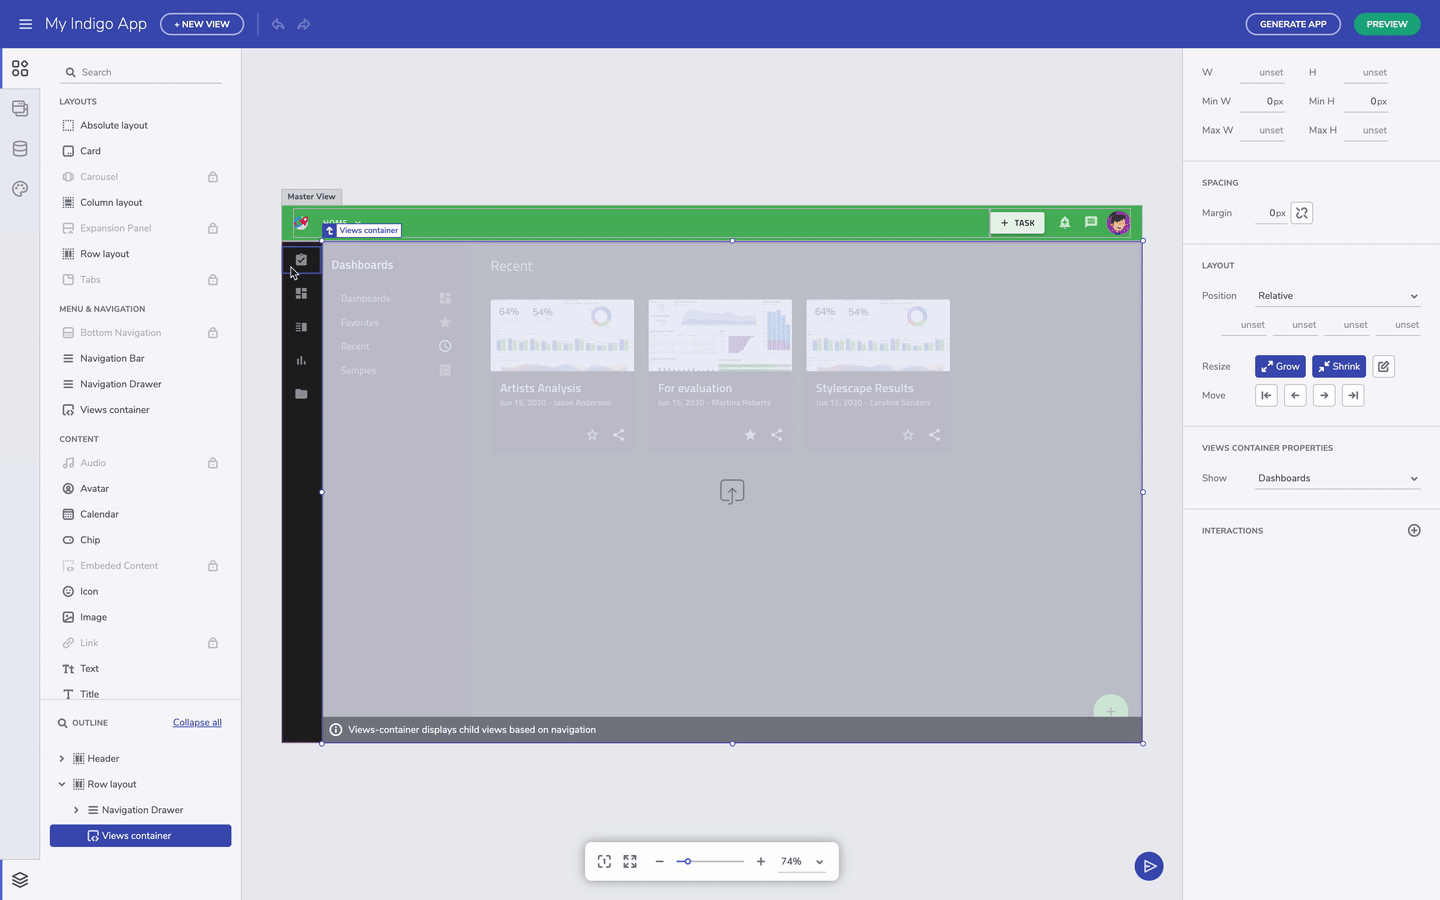 My Indigo App
+ NEW VIEW
GENERATE APP
PREVIEW
Search
LAYOUTS
Absolute layout
Card
Carousel
Column layout
Expansion Panel
Row layout
Tabs
MENU & NAVIGATION
Bottom Navigation
Navigation Bar
Navigation Drawer
Views container
CONTENT
Audio
Avatar
Calendar
Chip
Embeded Content
Icon
Image
Link
Text
Title
OUTLINE
Collapse all
Header
Row layout
Navigation Drawer
Views container
Master View
HOME
+ TASK
Views container
Dashboards
Dashboards
Favorites
Recent
Samples
Recent
64% 54%
Artists Analysis
Jun 15, 2020 - Jason Anderson
For evaluation
Jun 15, 2020 - Martina Roberts
64% 54%
Stylescape Results
Jun 15, 2020 - Caroline Sanders
Views-container displays child views based on navigation
74%
W unset H unset
Min W 0px Min H 0px
Max W unset Max H unset
SPACING
Margin 0px
LAYOUT
Position Relative
unset unset unset unset
Resize Grow Shrink
Move
VIEWS CONTAINER PROPERTIES
Show Dashboards
INTERACTIONS